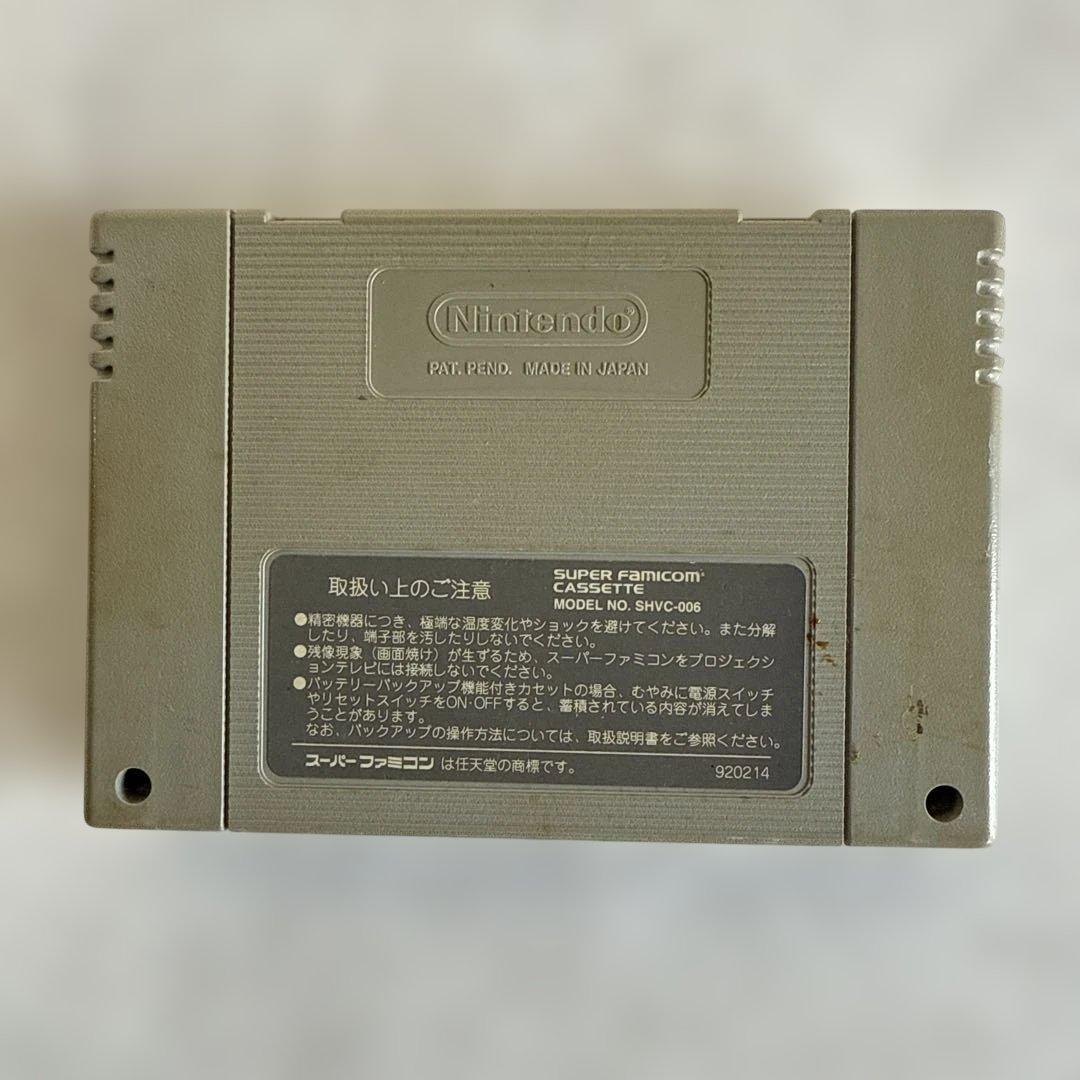 Nintendo®
PAT. PEND. MADE IN JAPAN
取扱い上のご注意
SUPER FAMICOM
CASSETTE
MODEL NO. SHVC-006
●精密機器につき、極端な温度変化やショックを避けてください。また分解
したり、端子部を汚したりしないでください。
●残像現象（画面焼け）が生ずるため、スーパーファミコンをプロジェクシ
ョンテレビには接続しないでください。
●バッテリーバックアップ機能付きカセットの場合、むやみに電源スイッチ
やリセットスイッチをON·OFFすると、蓄積されている内容が消えてしま
うことがあります。
なお、バックアップの操作方法については、取扱説明書をご参照ください。
スーパーファミコン は任天堂の商標です。
920214